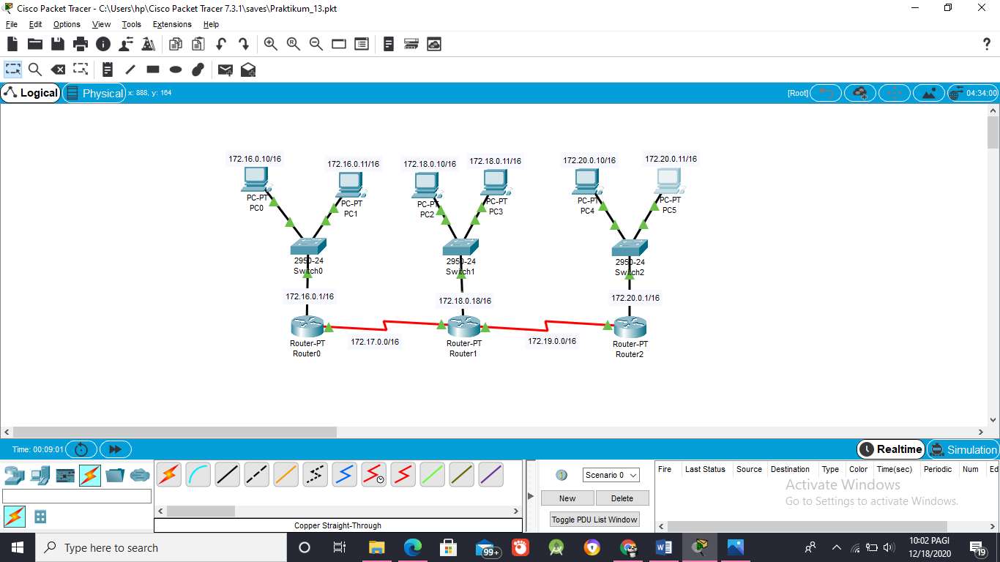 Cisco Packet Tracer - C:\Users\hp\Cisco Packet Tracer 7.3.1\saves\Praktikum_13.pkt
File Edit Options View Tools Extensions Help
Logical Physical x: 888, y: 164 [Root] 04:34:00
172.16.0.10/16 172.16.0.11/16 172.18.0.10/16 172.18.0.11/16 172.20.0.10/16 172.20.0.11/16
PC-PT PC-PT PC-PT PC-PT PC-PT PC-PT
PC0 PC1 PC2 PC3 PC4 PC5
2950-24 2950-24 2950-24
Switch0 Switch1 Switch2
172.16.0.1/16 172.18.0.18/16 172.20.0.1/16
Router-PT 172.17.0.0/16 Router-PT 172.19.0.0/16 Router-PT
Router0 Router1 Router2
Time: 00:09:01 Realtime Simulation
Scenario 0
New Delete
Toggle PDU List Window
Fire Last Status Source Destination Type Color Time(sec) Periodic Num Ed
Activate Windows
Go to Settings to activate Windows.
Copper Straight-Through
Type here to search
99+
10:02 PAGI
12/18/2020
19